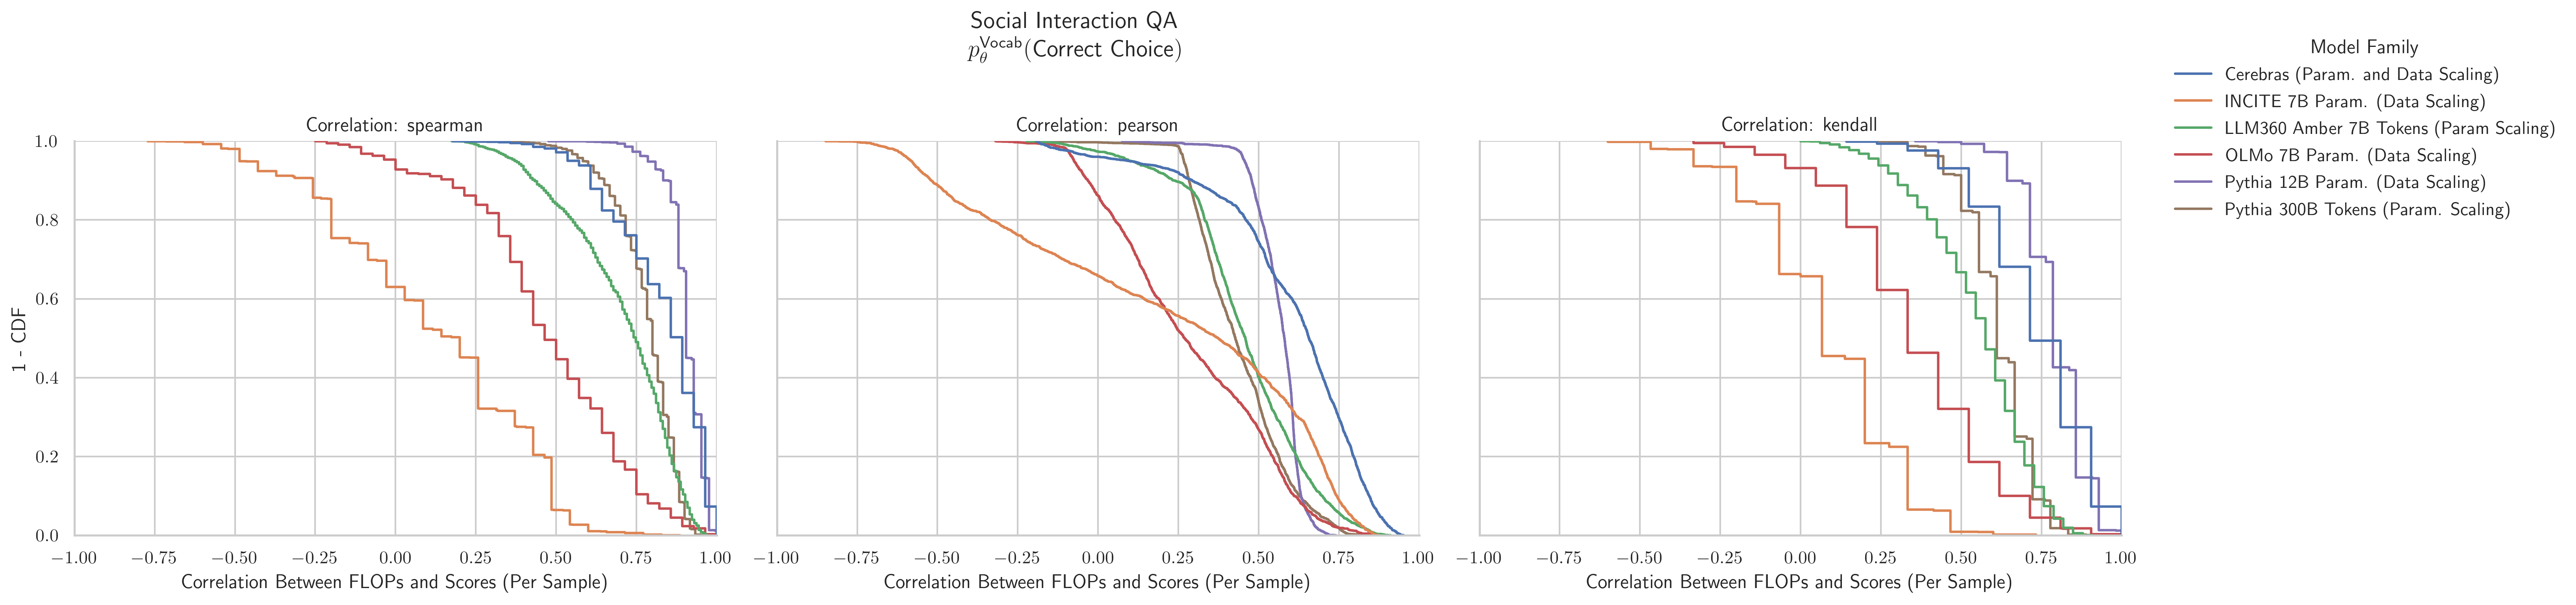 Social Interaction QA
p_θ^Vocab(Correct Choice)
Model Family
Cerebras (Param. and Data Scaling)
INCITE 7B Param. (Data Scaling)
LLM360 Amber 7B Tokens (Param Scaling)
OLMo 7B Param. (Data Scaling)
Pythia 12B Param. (Data Scaling)
Pythia 300B Tokens (Param. Scaling)
Correlation: spearman
1 - CDF
1.0
0.8
0.6
0.4
0.2
0.0
−1.00 −0.75 −0.50 −0.25 0.00 0.25 0.50 0.75 1.00
Correlation Between FLOPs and Scores (Per Sample)
Correlation: pearson
−1.00 −0.75 −0.50 −0.25 0.00 0.25 0.50 0.75 1.00
Correlation Between FLOPs and Scores (Per Sample)
Correlation: kendall
−1.00 −0.75 −0.50 −0.25 0.00 0.25 0.50 0.75 1.00
Correlation Between FLOPs and Scores (Per Sample)